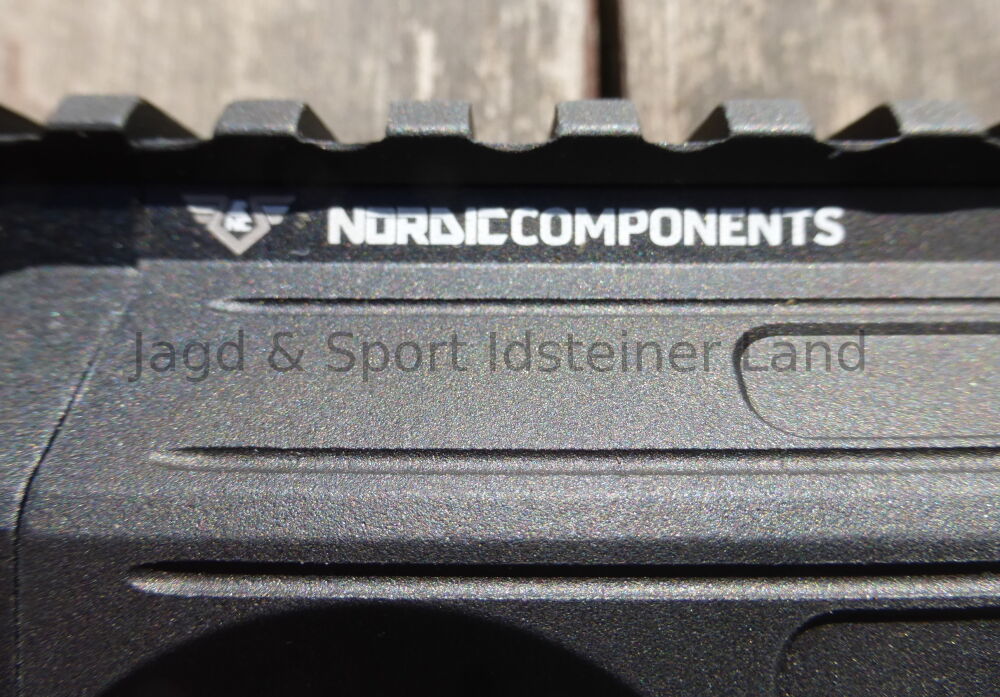 NORDICCOMPONENTS
Jagd & Sport Idsteiner Land